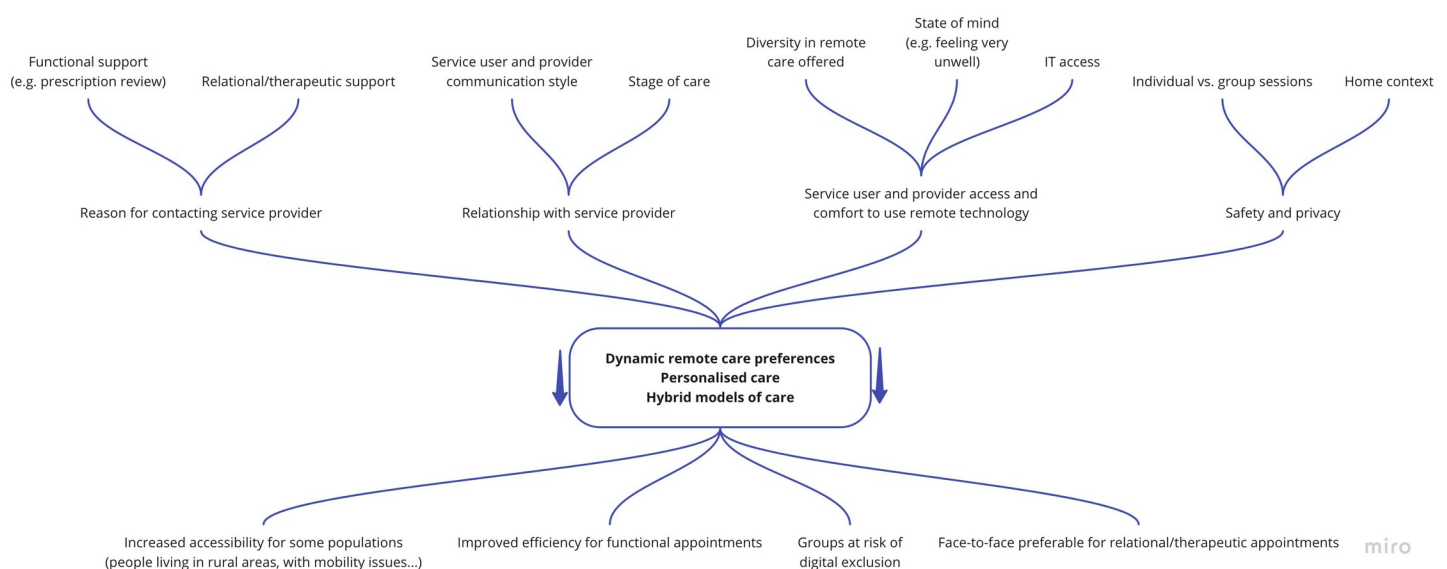 Functional support
(e.g. prescription review)
Relational/therapeutic support
Service user and provider
communication style
Stage of care
Diversity in remote
care offered
State of mind
(e.g. feeling very
unwell)
IT access
Individual vs. group sessions
Home context
Reason for contacting service provider
Relationship with service provider
Service user and provider access and
comfort to use remote technology
Safety and privacy
Dynamic remote care preferences
Personalised care
Hybrid models of care
Increased accessibility for some populations
(people living in rural areas, with mobility issues...)
Improved efficiency for functional appointments
Groups at risk of
digital exclusion
Face-to-face preferable for relational/therapeutic appointments
miro